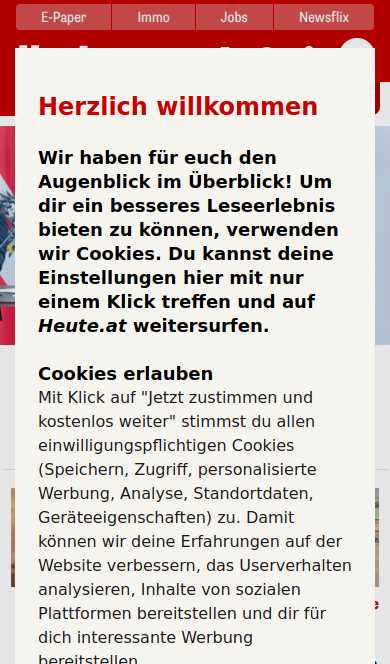 E-Paper Immo Jobs Newsflix
Herzlich willkommen
Wir haben für euch den
Augenblick im Überblick! Um
dir ein besseres Leseerlebnis
bieten zu können, verwenden
wir Cookies. Du kannst deine
Einstellungen hier mit nur
einem Klick treffen und auf
Heute.at weitersurfen.
Cookies erlauben
Mit Klick auf "Jetzt zustimmen und
kostenlos weiter" stimmst du allen
einwilligungspflichtigen Cookies
(Speichern, Zugriff, personalisierte
Werbung, Analyse, Standortdaten,
Geräteeigenschaften) zu. Damit
können wir deine Erfahrungen auf der
Website verbessern, das Userverhalten
analysieren, Inhalte von sozialen
Plattformen bereitstellen und dir für
dich interessante Werbung
bereitstellen